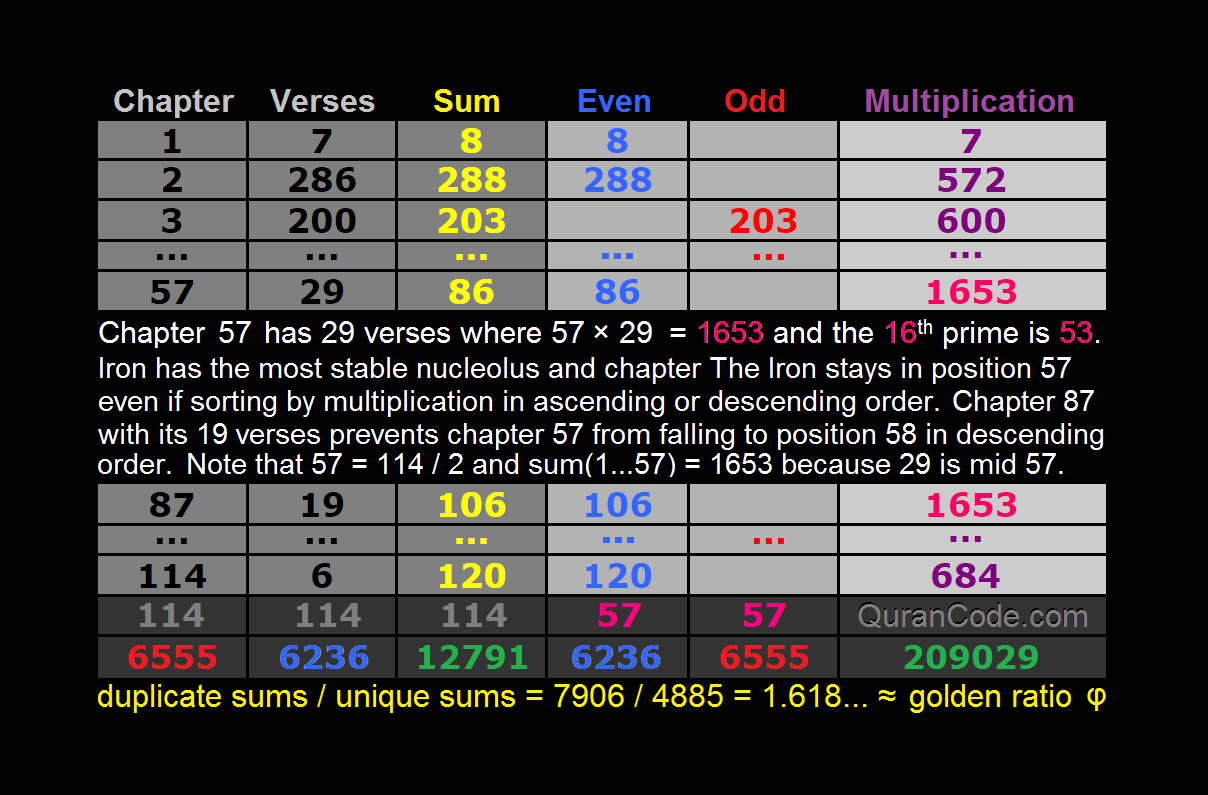 Chapter Verses Sum Even Odd Multiplication
1 7 8 8 7
2 286 288 288 572
3 200 203 203 600
... ... ... ... ... ...
57 29 86 86 1653
Chapter 57 has 29 verses where 57 × 29 = 1653 and the 16th prime is 53.
Iron has the most stable nucleolus and chapter The Iron stays in position 57
even if sorting by multiplication in ascending or descending order. Chapter 87
with its 19 verses prevents chapter 57 from falling to position 58 in descending
order. Note that 57 = 114 / 2 and sum(1...57) = 1653 because 29 is mid 57.
87 19 106 106 1653
... ... ... ... ... ...
114 6 120 120 684
114 114 114 57 57 QuranCode.com
6555 6236 12791 6236 6555 209029
duplicate sums / unique sums = 7906 / 4885 = 1.618... ≈ golden ratio φ